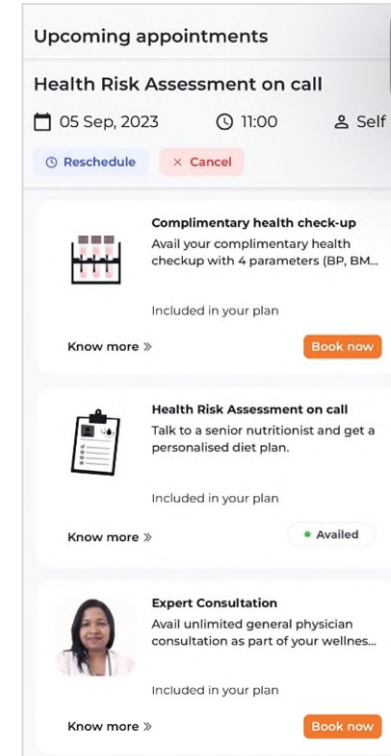 Upcoming appointments
Health Risk Assessment on call
05 Sep, 2023 11:00 Self
Reschedule × Cancel
Complimentary health check-up
Avail your complimentary health
checkup with 4 parameters (BP, BM...
Included in your plan
Know more » Book now
Health Risk Assessment on call
Talk to a senior nutritionist and get a
personalised diet plan.
Included in your plan
Know more » Availed
Expert Consultation
Avail unlimited general physician
consultation as part of your wellnes...
Included in your plan
Know more » Book now